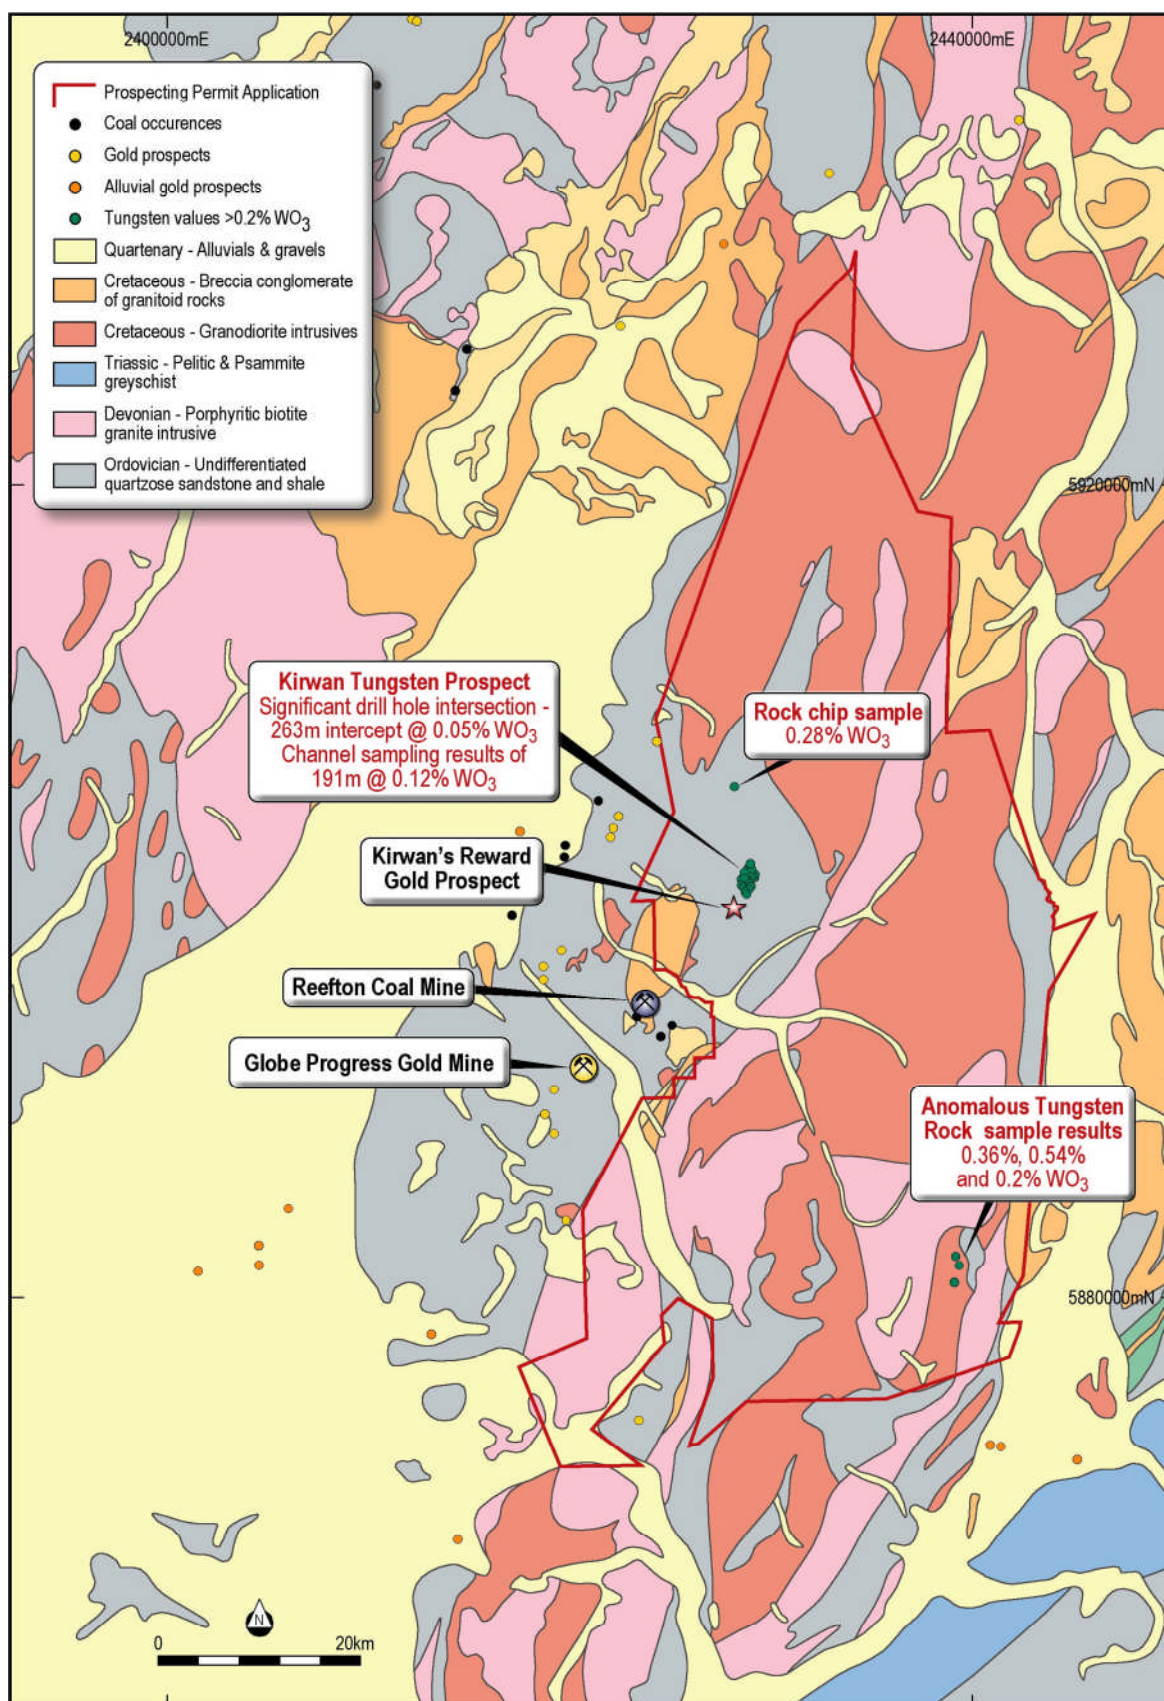 2400000mE
2440000mE
Prospecting Permit Application
Coal occurences
Gold prospects
Alluvial gold prospects
Tungsten values >0.2% WO3
Quartenary - Alluvials & gravels
Cretaceous - Breccia conglomerate
of granitoid rocks
Cretaceous - Granodiorite intrusives
Triassic - Pelitic & Psammite
greyschist
Devonian - Porphyritic biotite
granite intrusive
Ordovician - Undifferentiated
quartzose sandstone and shale
5920000mN
Kirwan Tungsten Prospect
Significant drill hole intersection -
263m intercept @ 0.05% WO3
Channel sampling results of
191m @ 0.12% WO3
Rock chip sample
0.28% WO3
Kirwan's Reward
Gold Prospect
Reefton Coal Mine
Globe Progress Gold Mine
Anomalous Tungsten
Rock sample results
0.36%, 0.54%
and 0.2% WO3
5880000mN
N
0
20km